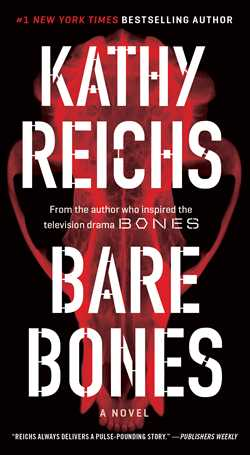 #1 NEW YORK TIMES BESTSELLING AUTHOR
KATHY
REICHS
From the author who inspired the
television drama BONES
BARE
BONES
A NOVEL
"REICHS ALWAYS DELIVERS A PULSE-POUNDING STORY." —PUBLISHERS WEEKLY